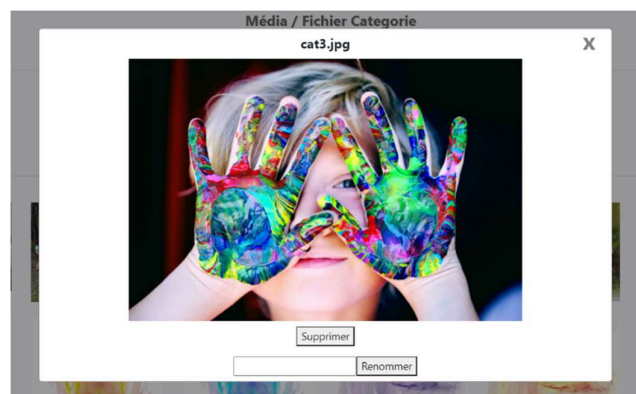 Média / Fichier Categorie
cat3.jpg
X
Supprimer
Renommer